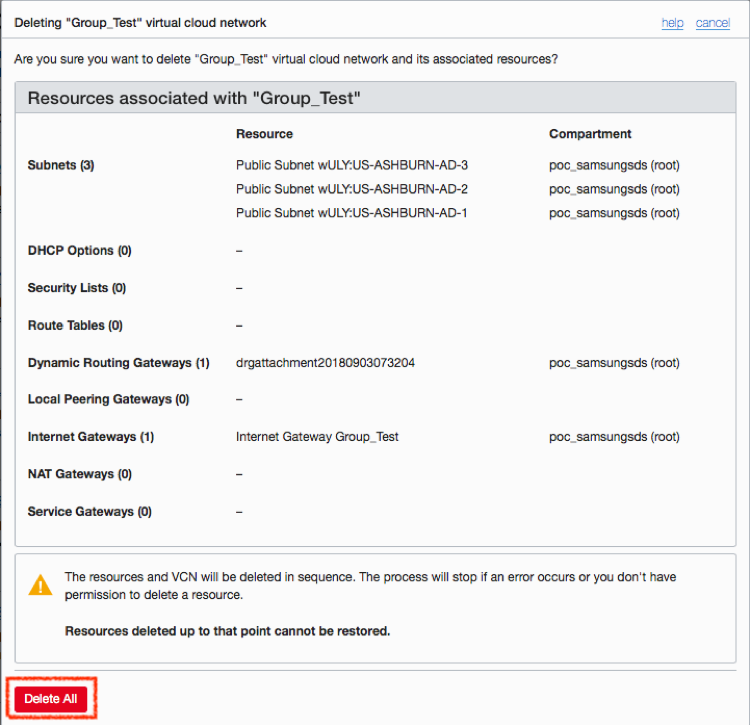 Deleting "Group_Test" virtual cloud network help cancel
Are you sure you want to delete "Group_Test" virtual cloud network and its associated resources?
Resources associated with "Group_Test"
Resource Compartment
Subnets (3) Public Subnet wULY:US-ASHBURN-AD-3 poc_samsungsds (root)
Public Subnet wULY:US-ASHBURN-AD-2 poc_samsungsds (root)
Public Subnet wULY:US-ASHBURN-AD-1 poc_samsungsds (root)
DHCP Options (0) –
Security Lists (0) –
Route Tables (0) –
Dynamic Routing Gateways (1) drgattachment20180903073204 poc_samsungsds (root)
Local Peering Gateways (0) –
Internet Gateways (1) Internet Gateway Group_Test poc_samsungsds (root)
NAT Gateways (0) –
Service Gateways (0) –
The resources and VCN will be deleted in sequence. The process will stop if an error occurs or you don't have
permission to delete a resource.
Resources deleted up to that point cannot be restored.
Delete All